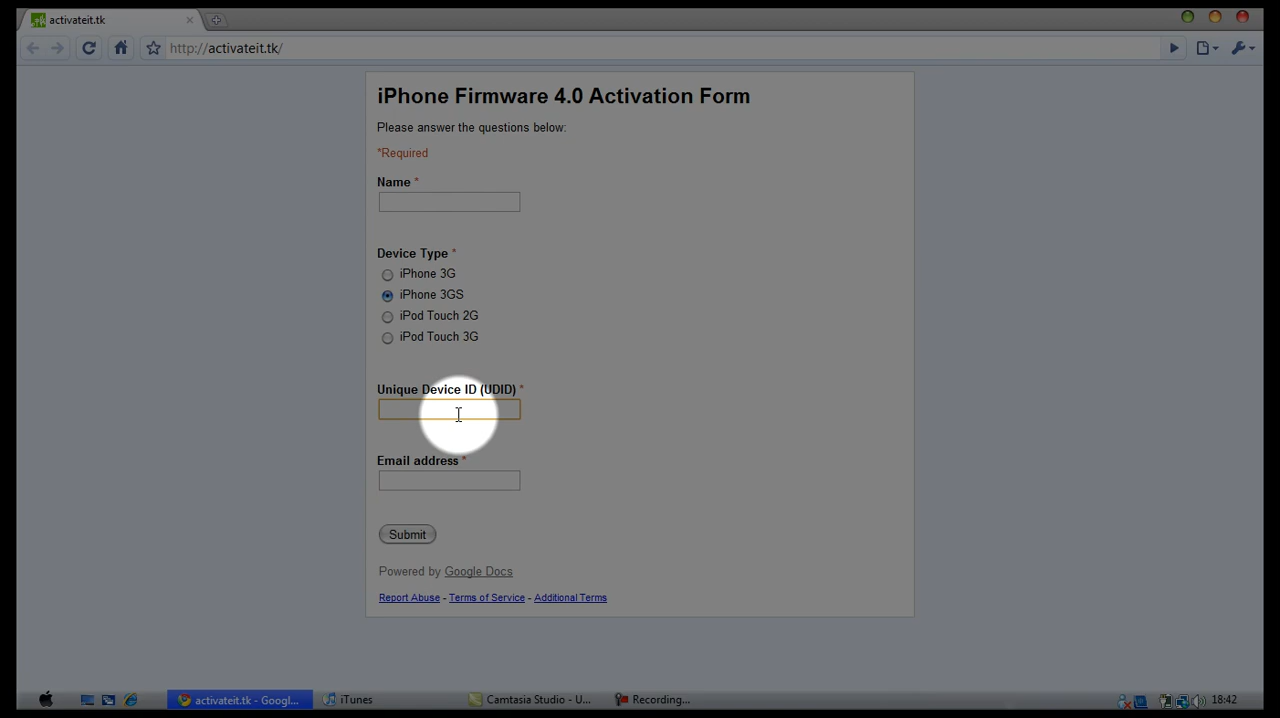 activateit.tk
http://activateit.tk/
iPhone Firmware 4.0 Activation Form
Please answer the questions below:
*Required
Name *
Device Type *
iPhone 3G
iPhone 3GS
iPod Touch 2G
iPod Touch 3G
Unique Device ID (UDID) *
Email address *
Submit
Powered by Google Docs
Report Abuse - Terms of Service - Additional Terms
activateit.tk - Googl... iTunes Camtasia Studio - U... Recording... 18:42